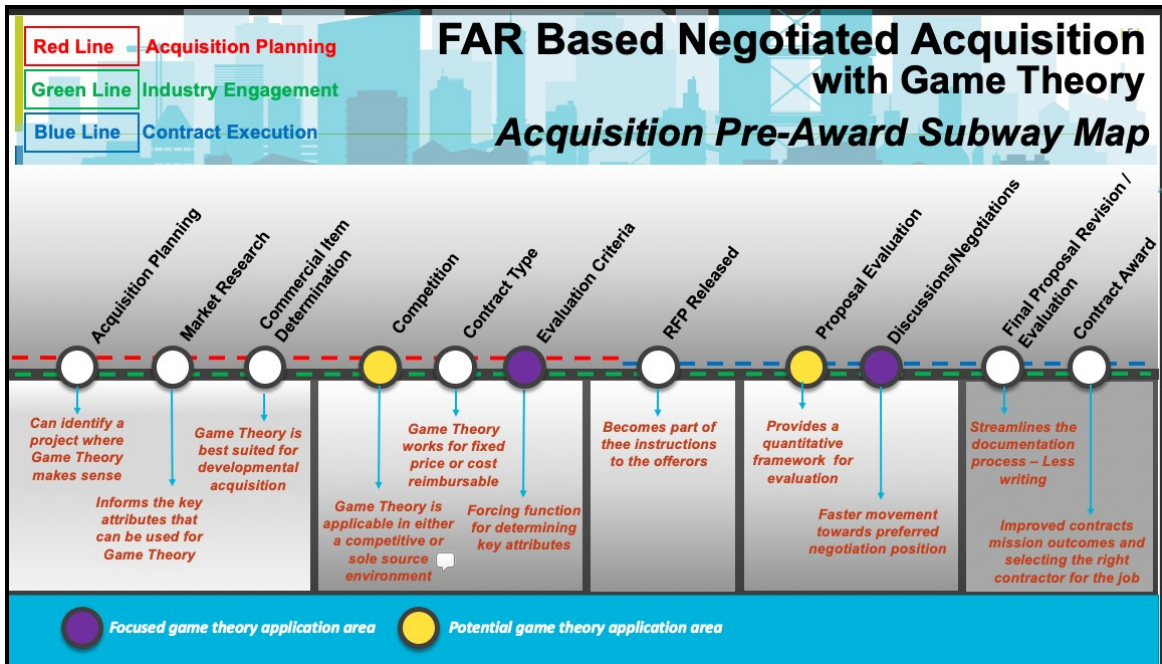 Red Line
Acquisition Planning
Green Line
Industry Engagement
Blue Line
Contract Execution
FAR Based Negotiated Acquisition
with Game Theory
Acquisition Pre-Award Subway Map
Acquisition Planning
Market Research
Commercial Item
Determination
Competition
Contract Type
Evaluation Criteria
RFP Released
Proposal Evaluation
Discussions/Negotiations
Final Proposal Revision /
Evaluation
Contract Award
Can identify a
project where
Game Theory
makes sense
Informs the key
attributes that
can be used for
Game Theory
Game Theory is
best suited for
developmental
acquisition
Game Theory is
applicable in either
a competitive or
sole source
environment
Game Theory
works for fixed
price or cost
reimbursable
Forcing function
for determining
key attributes
Becomes part of
thee instructions
to the offerors
Provides a
quantitative
framework for
evaluation
Faster movement
towards preferred
negotiation position
Streamlines the
documentation
process – Less
writing
Improved contracts
mission outcomes and
selecting the right
contractor for the job
Focused game theory application area
Potential game theory application area